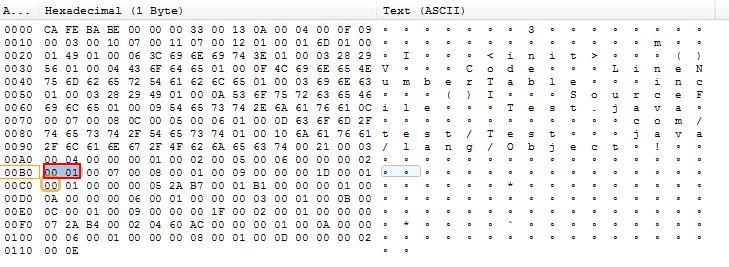 A... Hexadecimal (1 Byte) Text (ASCII)
0000 CA FE BA BE 00 00 00 33 00 13 0A 00 04 00 0F 09 ° ° ° ° ° ° ° 3 ° ° ° ° ° ° ° °
0010 00 03 00 10 07 00 11 07 00 12 01 00 01 6D 01 00 ° ° ° ° ° ° ° ° ° ° ° ° ° m ° °
0020 01 49 01 00 06 3C 69 6E 69 74 3E 01 00 03 28 29 ° I ° ° ° < i n i t > ° ° ° ( )
0030 56 01 00 04 43 6F 64 65 01 00 0F 4C 69 6E 65 4E V ° ° ° C o d e ° ° ° L i n e N
0040 75 6D 62 65 72 54 61 62 6C 65 01 00 03 69 6E 63 u m b e r T a b l e ° ° ° i n c
0050 01 00 03 28 29 49 01 00 0A 53 6F 75 72 63 65 46 ° ° ° ( ) I ° ° ° S o u r c e F
0060 69 6C 65 01 00 09 54 65 73 74 2E 6A 61 76 61 0C i l e ° ° ° T e s t . j a v a °
0070 00 07 00 08 0C 00 05 00 06 01 00 0D 63 6F 6D 2F ° ° ° ° ° ° ° ° ° ° ° ° c o m /
0080 74 65 73 74 2F 54 65 73 74 01 00 10 6A 61 76 61 t e s t / T e s t ° ° ° j a v a
0090 2F 6C 61 6E 67 2F 4F 62 6A 65 63 74 00 21 00 03 / l a n g / O b j e c t ° ! ° °
00A0 00 04 00 00 00 01 00 02 00 05 00 06 00 00 00 02 ° ° ° ° ° ° ° ° ° ° ° ° ° ° ° °
00B0 00 01 00 07 00 08 00 01 00 09 00 00 00 1D 00 01 ° ° ° ° ° ° ° ° ° ° ° ° ° ° ° °
00C0 00 01 00 00 00 05 2A B7 00 01 B1 00 00 00 01 00 ° ° ° ° ° ° * ° ° ° ° ° ° ° ° °
00D0 0A 00 00 00 06 00 01 00 00 00 03 00 01 00 0B 00 ° ° ° ° ° ° ° ° ° ° ° ° ° ° ° °
00E0 0C 00 01 00 09 00 00 00 1F 00 02 00 01 00 00 00 ° ° ° ° ° ° ° ° ° ° ° ° ° ° ° °
00F0 07 2A B4 00 02 04 60 AC 00 00 00 01 00 0A 00 00 ° * ° ° ° ° ` ° ° ° ° ° ° ° ° °
0100 00 06 00 01 00 00 00 08 00 01 00 0D 00 00 00 02 ° ° ° ° ° ° ° ° ° ° ° ° ° ° ° °
0110 00 0E ° °